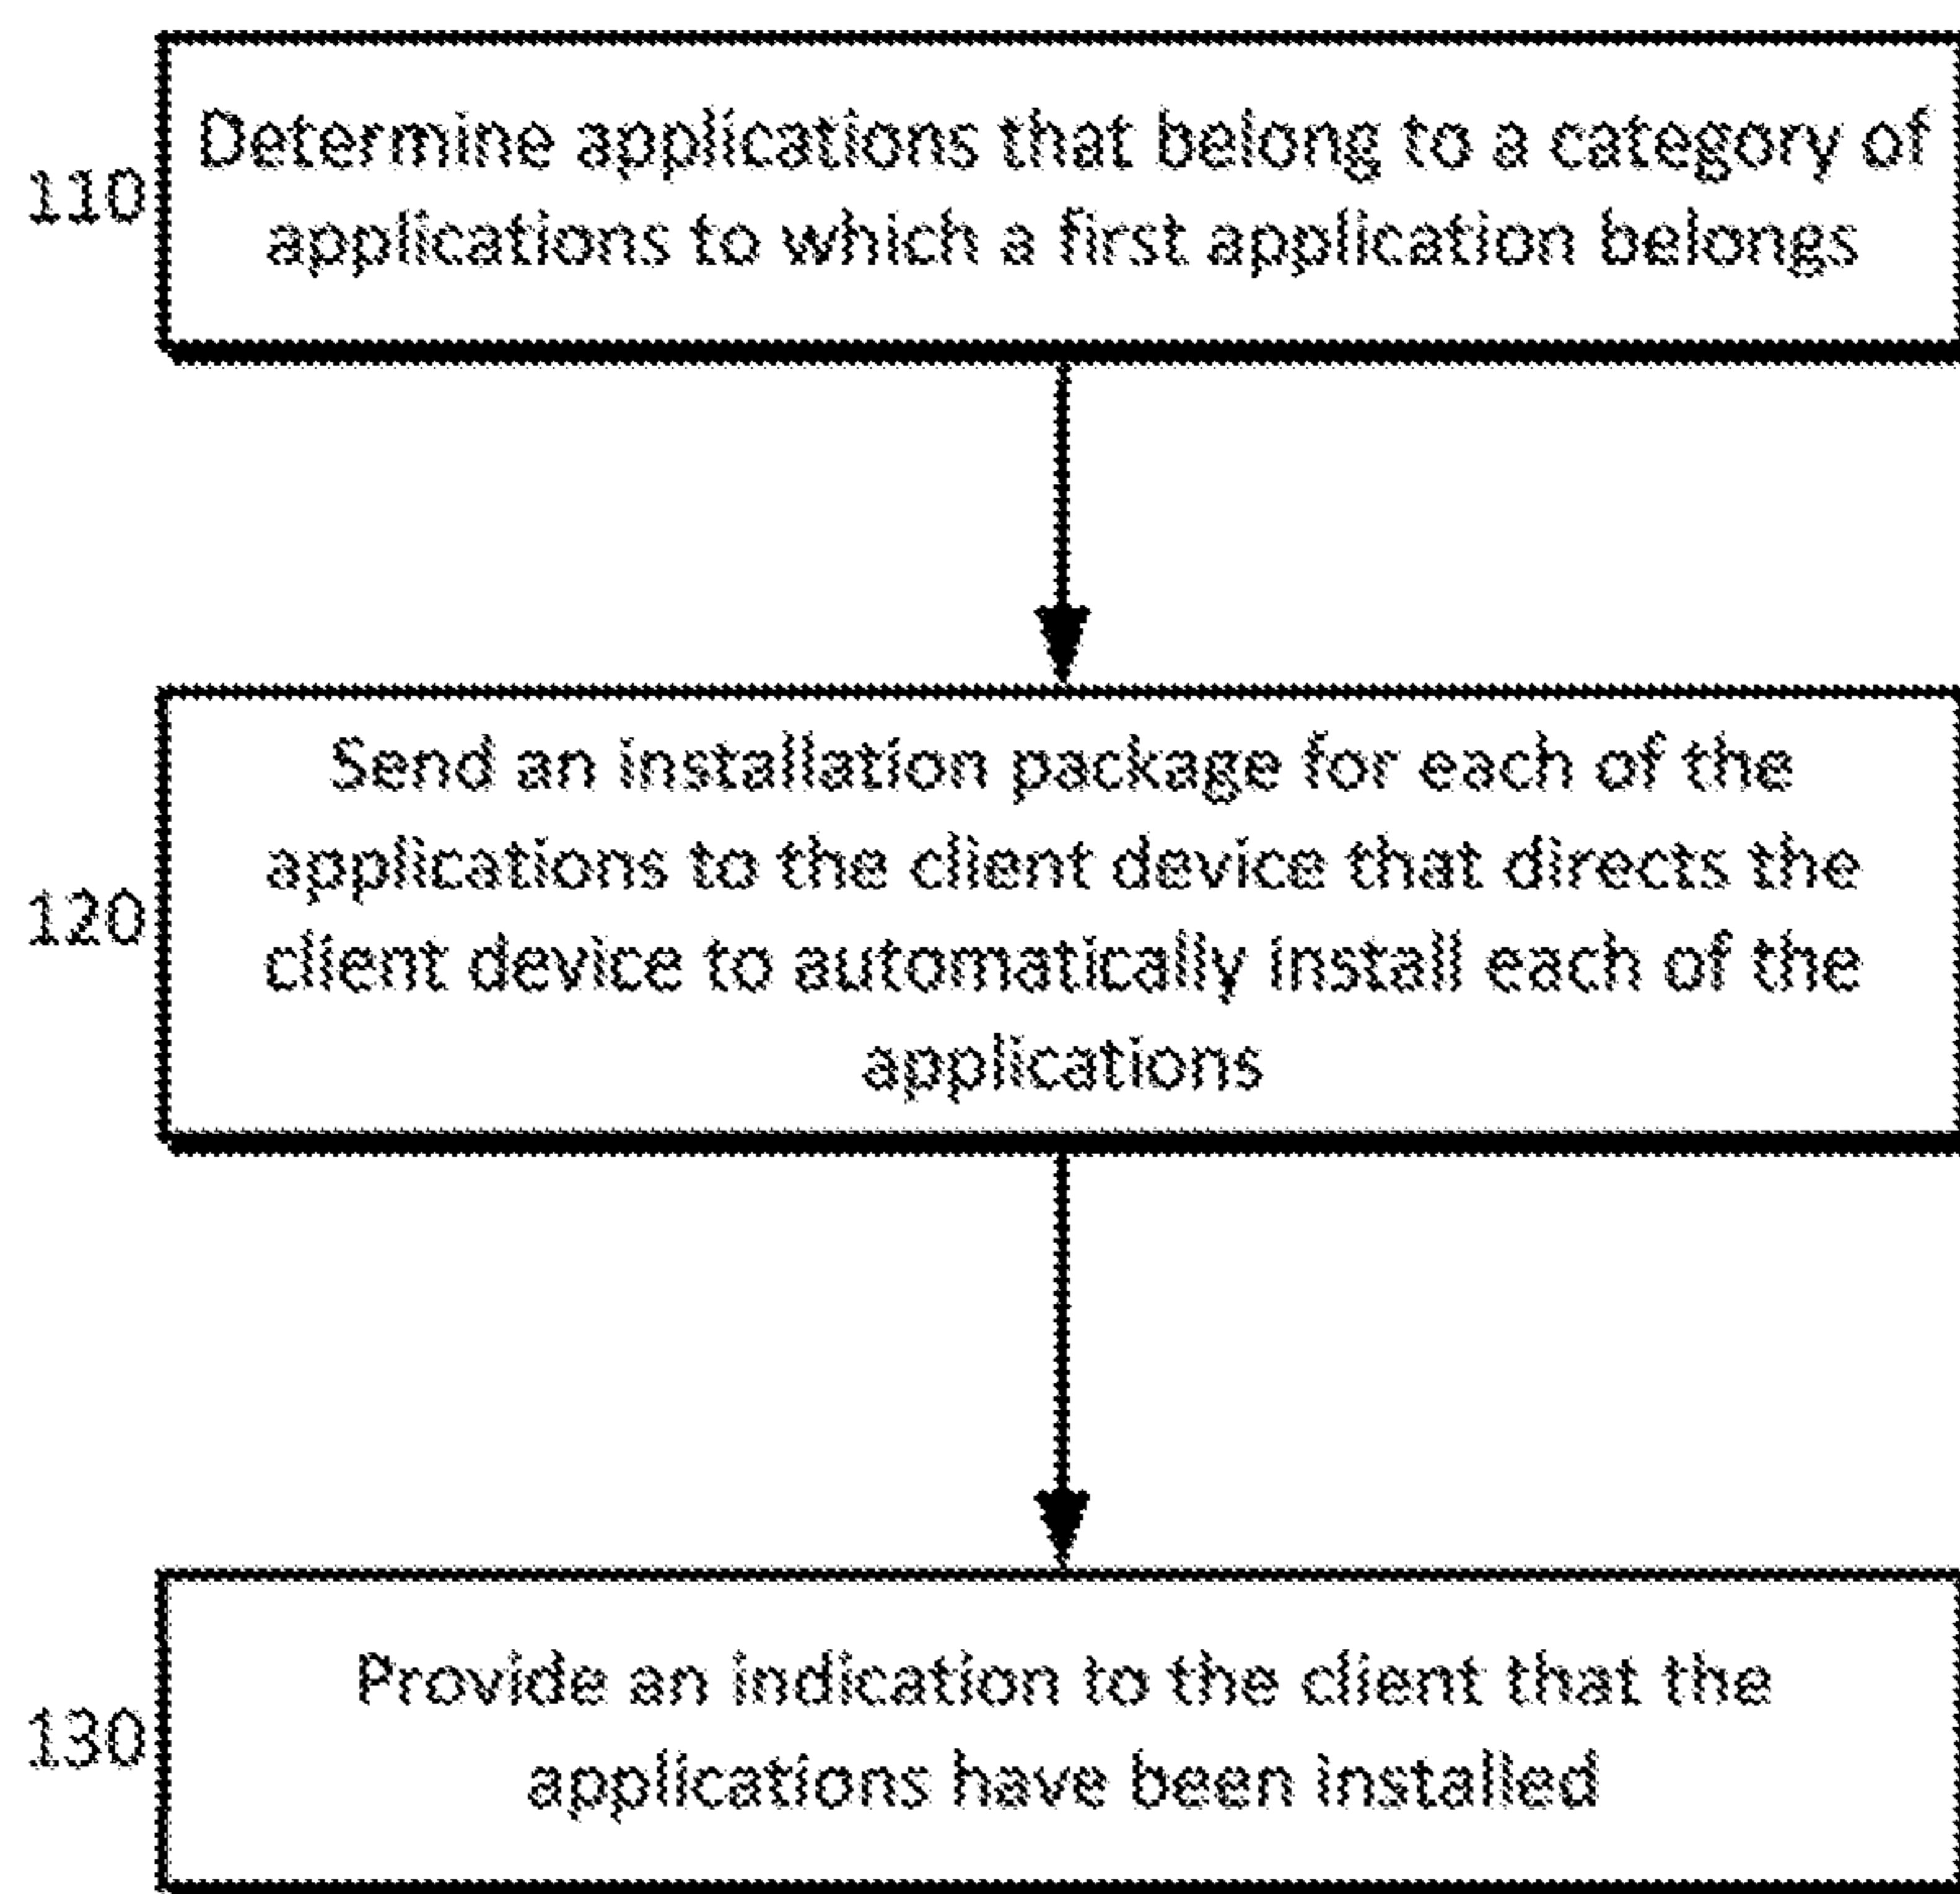 110
Determine applications that belong to a category of
applications to which a first application belongs
120
Send an installation package for each of the
applications to the client device that directs the
client device to automatically install each of the
applications
130
Provide an indication to the client that the
applications have been installed